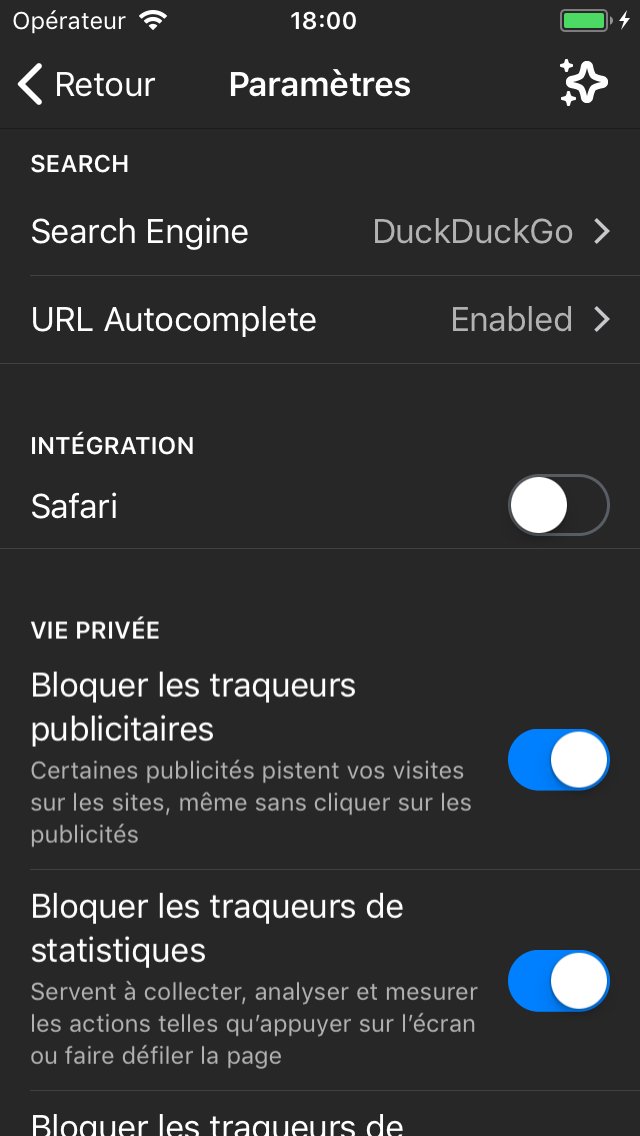 Opérateur 18:00
Retour Paramètres
SEARCH
Search Engine DuckDuckGo
URL Autocomplete Enabled
INTÉGRATION
Safari
VIE PRIVÉE
Bloquer les traqueurs
publicitaires
Certaines publicités pistent vos visites
sur les sites, même sans cliquer sur les
publicités
Bloquer les traqueurs de
statistiques
Servent à collecter, analyser et mesurer
les actions telles qu’appuyer sur l’écran
ou faire défiler la page
Bloquer les traqueurs de